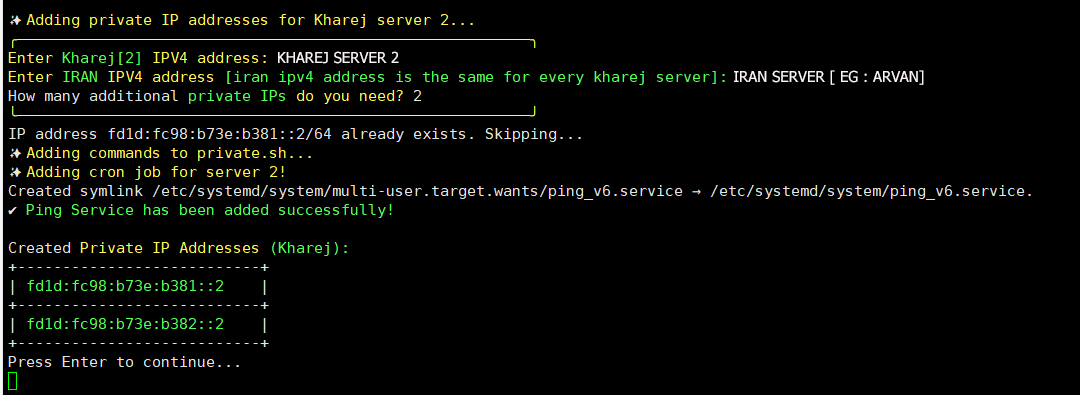 ✨Adding private IP addresses for Kharej server 2...
╭──────────────────────────────────────────────────────────╮
Enter Kharej[2] IPV4 address: KHAREJ SERVER 2
Enter IRAN IPV4 address [iran ipv4 address is the same for every kharej server]: IRAN SERVER [ EG : ARVAN]
How many additional private IPs do you need? 2
╰──────────────────────────────────────────────────────────╯
IP address fd1d:fc98:b73e:b381::2/64 already exists. Skipping...
✨Adding commands to private.sh...
✨Adding cron job for server 2!
Created symlink /etc/systemd/system/multi-user.target.wants/ping_v6.service → /etc/systemd/system/ping_v6.service.
✔ Ping Service has been added successfully!
Created Private IP Addresses (Kharej):
+---------------------------+
| fd1d:fc98:b73e:b381::2    |
+---------------------------+
| fd1d:fc98:b73e:b382::2    |
+---------------------------+
Press Enter to continue...